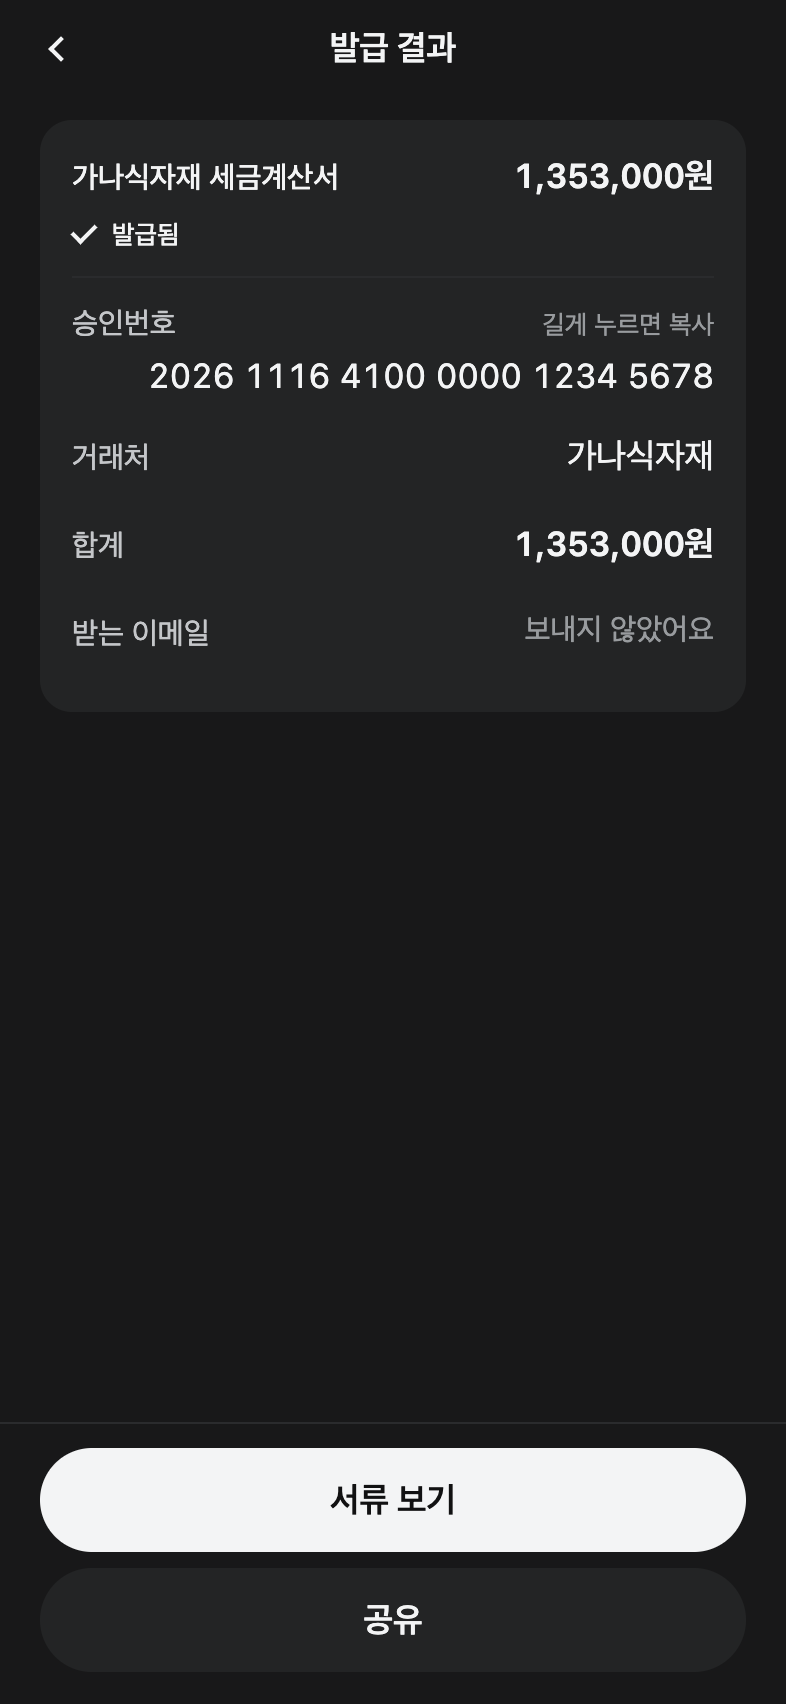 발급 결과
가나식자재 세금계산서 1,353,000원
발급됨
승인번호 길게 누르면 복사
2026 1116 4100 0000 1234 5678
거래처 가나식자재
합계 1,353,000원
받는 이메일 보내지 않았어요
서류 보기
공유